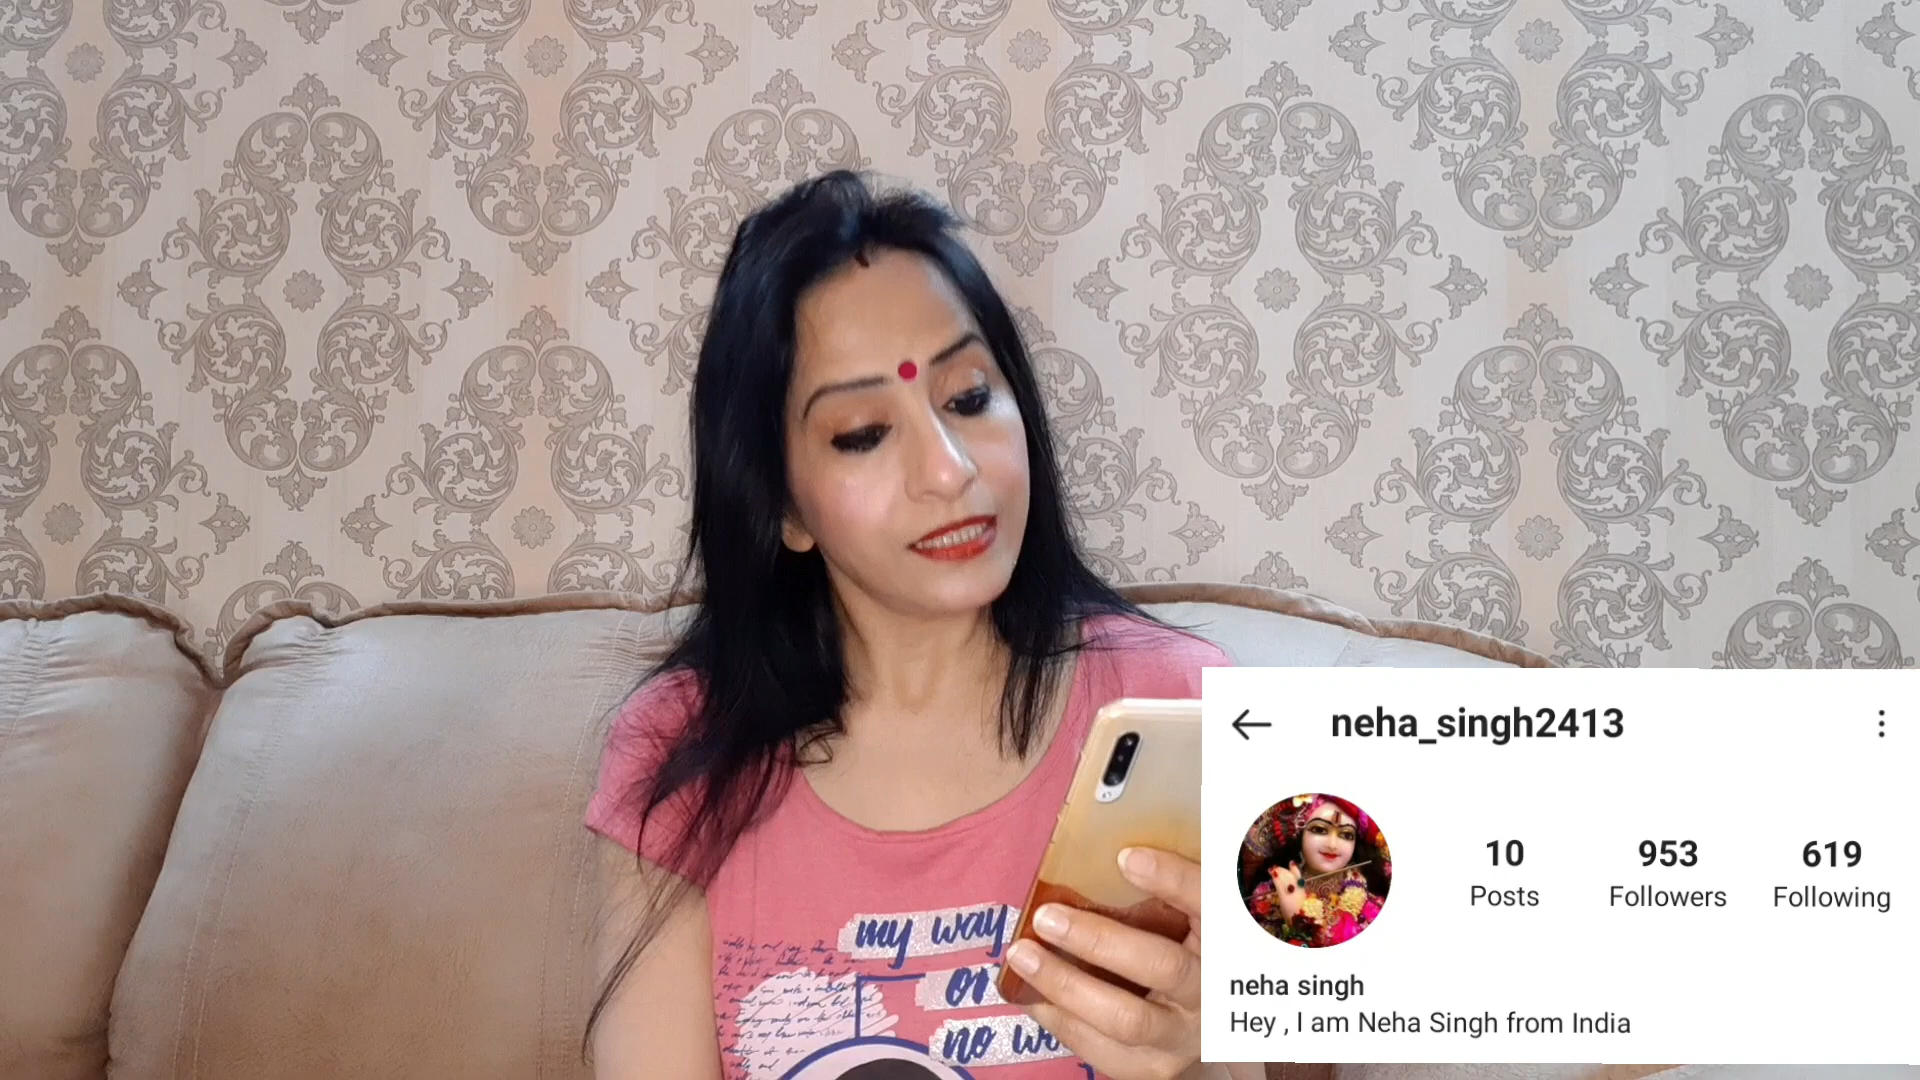 my way
or
no
neha_singh2413
10 953 619
Posts Followers Following
neha singh
Hey , I am Neha Singh from India